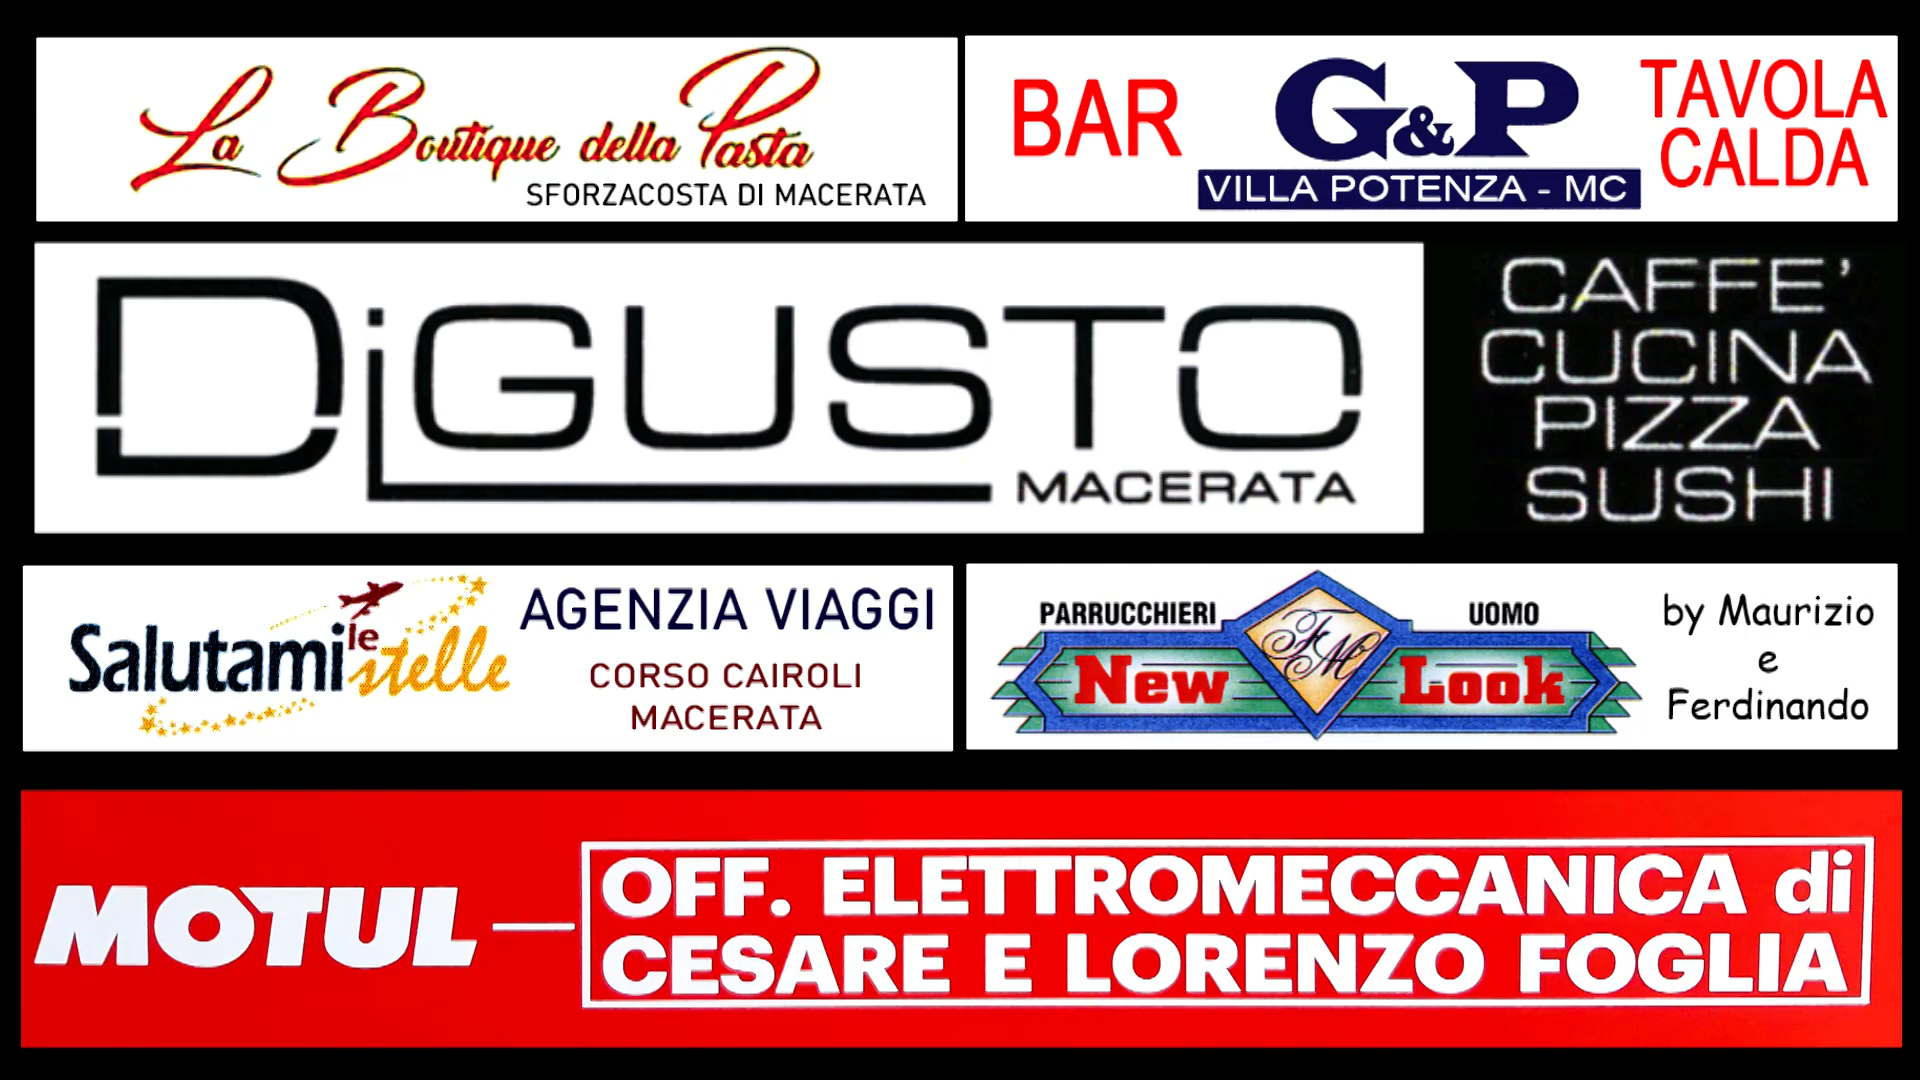 La Boutique della Pasta
SFORZACOSTA DI MACERATA
BAR
G&P
VILLA POTENZA - MC
TAVOLA
CALDA
DiGUSTO
MACERATA
CAFFE'
CUCINA
PIZZA
SUSHI
Salutami le stelle
AGENZIA VIAGGI
CORSO CAIROLI
MACERATA
PARRUCCHIERI UOMO
New FM Look
by Maurizio
e
Ferdinando
MOTUL
OFF. ELETTROMECCANICA di
CESARE E LORENZO FOGLIA